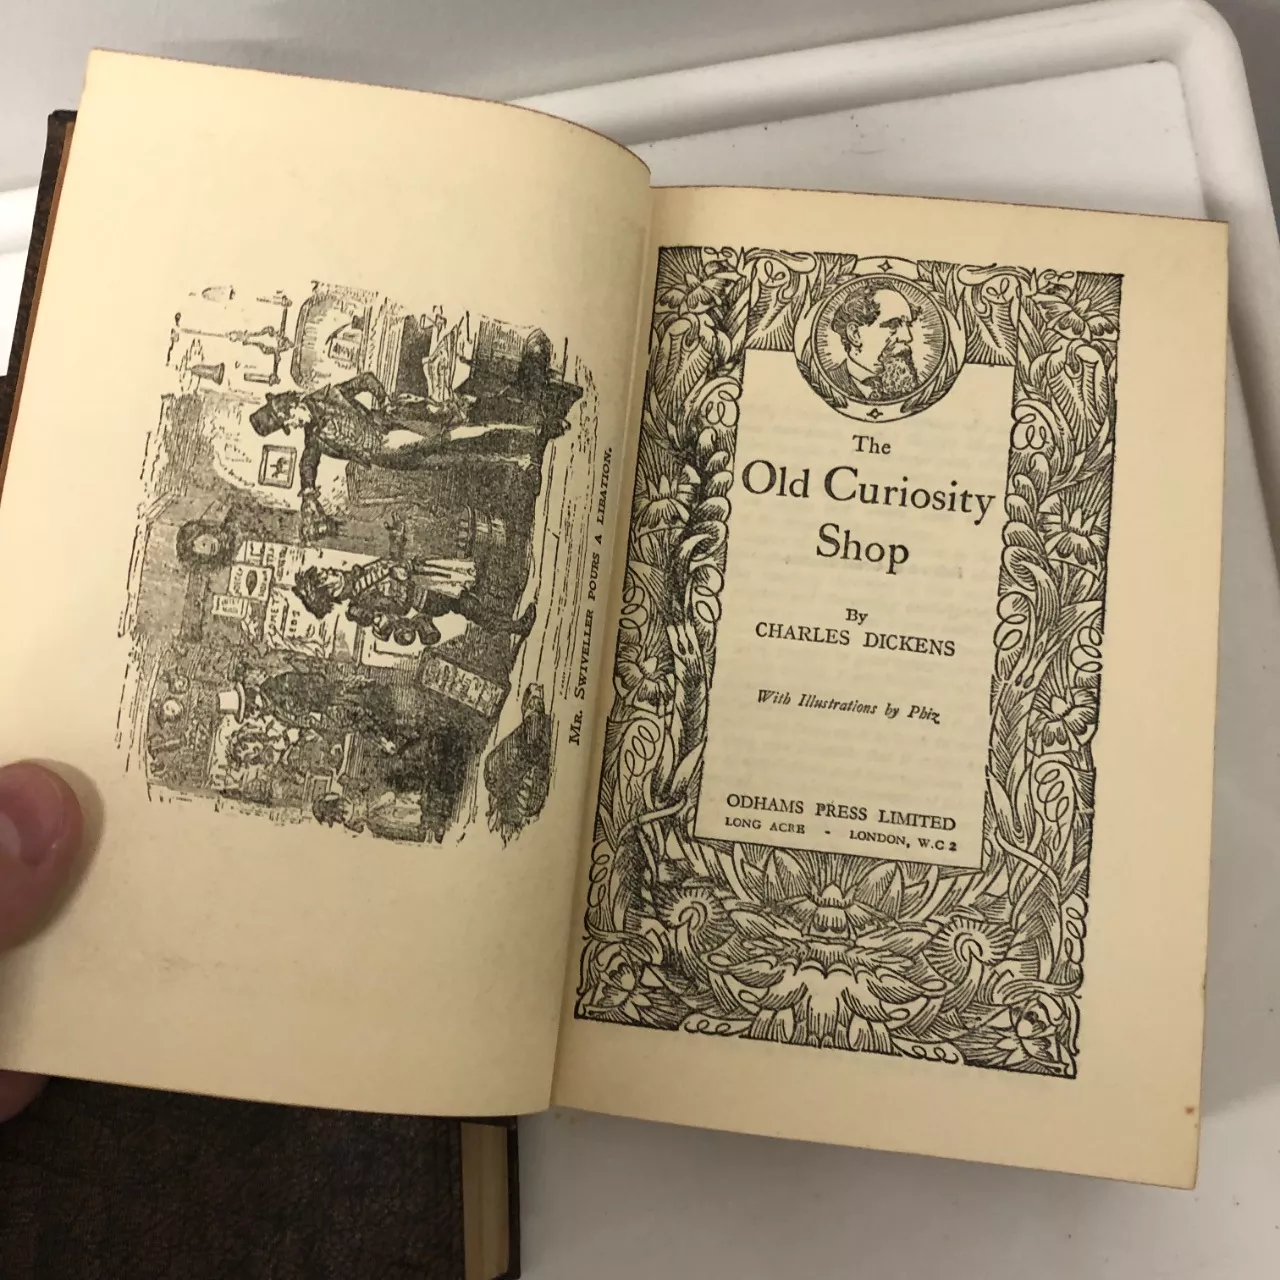 MR. SWIVELLER POURS A LIBATION.
The
Old Curiosity
Shop
By
CHARLES DICKENS
With Illustrations by Phiz
ODHAMS PRESS LIMITED
LONG ACRE - LONDON, W.C 2